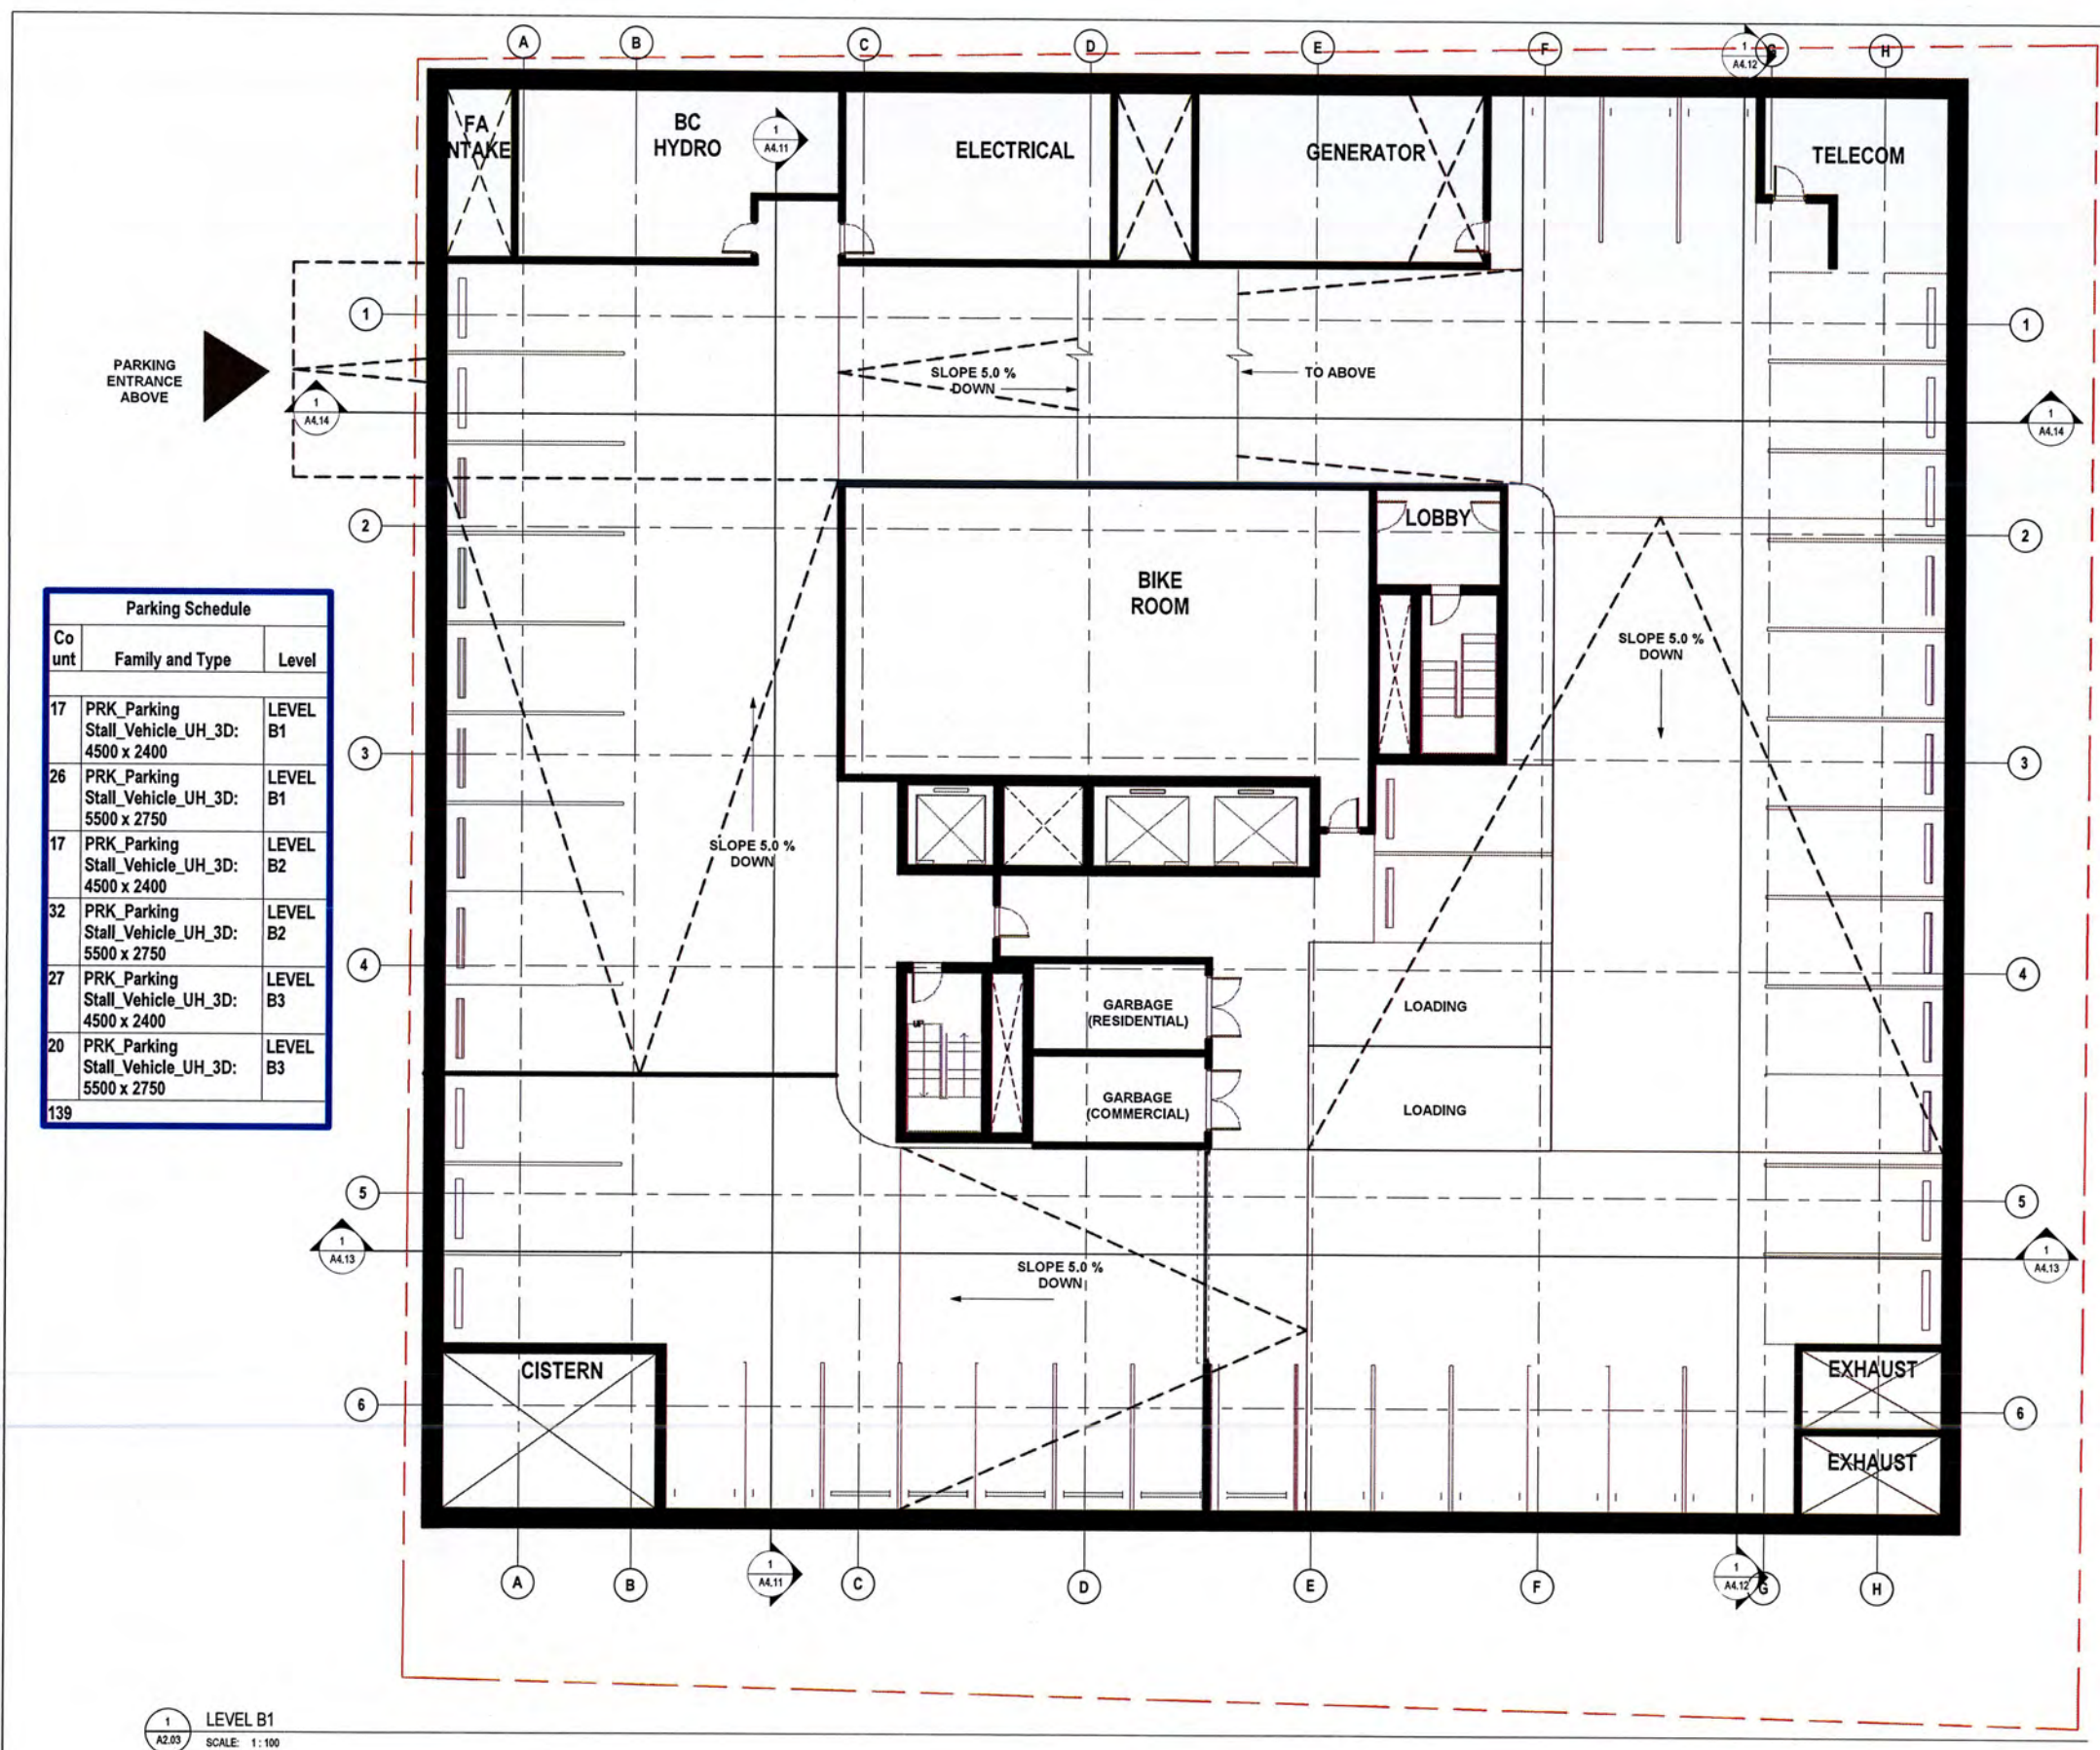 A B C D E F 1 G H
A4.12
FA
INTAKE
BC
HYDRO
1
A4.11
ELECTRICAL
GENERATOR
TELECOM
1
1
PARKING
ENTRANCE
ABOVE
SLOPE 5.0 %
DOWN
TO ABOVE
1
A4.14
1
A4.14
2
LOBBY
2
BIKE
ROOM
SLOPE 5.0 %
DOWN
Parking Schedule
Co
unt Family and Type Level
17 PRK_Parking LEVEL
Stall_Vehicle_UH_3D: B1
4500 x 2400
26 PRK_Parking LEVEL
Stall_Vehicle_UH_3D: B1
5500 x 2750
17 PRK_Parking LEVEL
Stall_Vehicle_UH_3D: B2
4500 x 2400
32 PRK_Parking LEVEL
Stall_Vehicle_UH_3D: B2
5500 x 2750
27 PRK_Parking LEVEL
Stall_Vehicle_UH_3D: B3
4500 x 2400
20 PRK_Parking LEVEL
Stall_Vehicle_UH_3D: B3
5500 x 2750
139
3
3
SLOPE 5.0 %
DOWN
4
4
GARBAGE
(RESIDENTIAL)
LOADING
UP
GARBAGE
(COMMERCIAL)
LOADING
5
5
1
A4.13
SLOPE 5.0 %
DOWN
1
A4.13
CISTERN
EXHAUST
6
6
EXHAUST
A B 1 C D E F 1 G H
A4.11
A4.12
1
A2.03
LEVEL B1
SCALE: 1 : 100